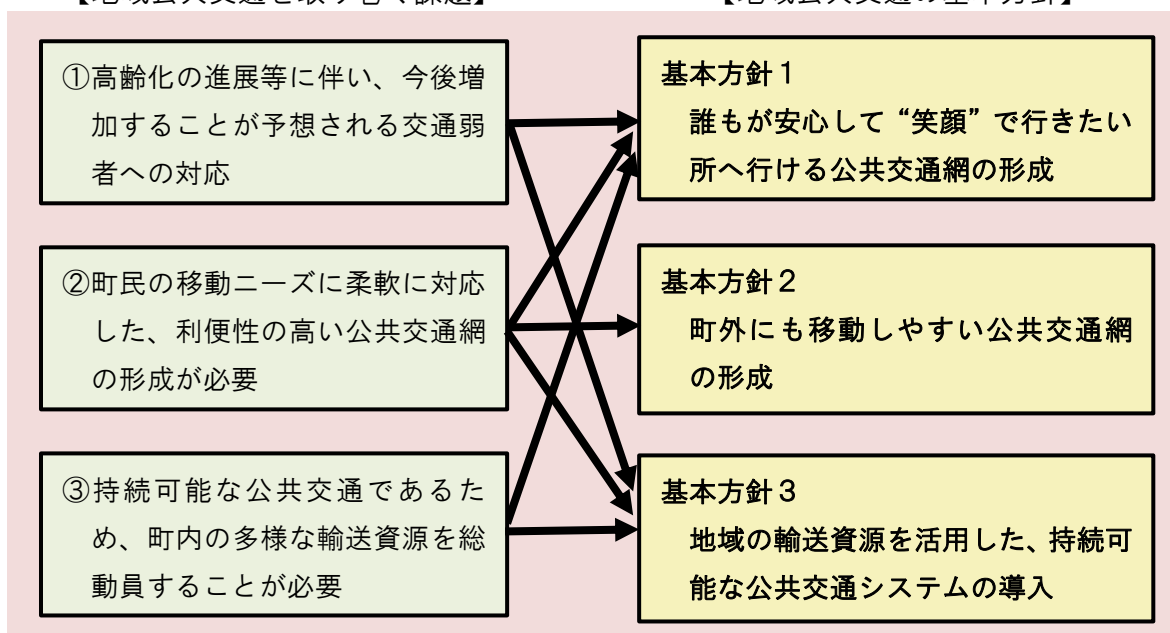 ①高齢化の進展等に伴い、今後増
加することが予想される交通弱
者への対応
②町民の移動ニーズに柔軟に対応
した、利便性の高い公共交通網
の形成が必要
③持続可能な公共交通であるた
め、町内の多様な輸送資源を総
動員することが必要
基本方針1
誰もが安心して“笑顔”で行きたい
所へ行ける公共交通網の形成
基本方針2
町外にも移動しやすい公共交通網
の形成
基本方針3
地域の輸送資源を活用した、持続可
能な公共交通システムの導入